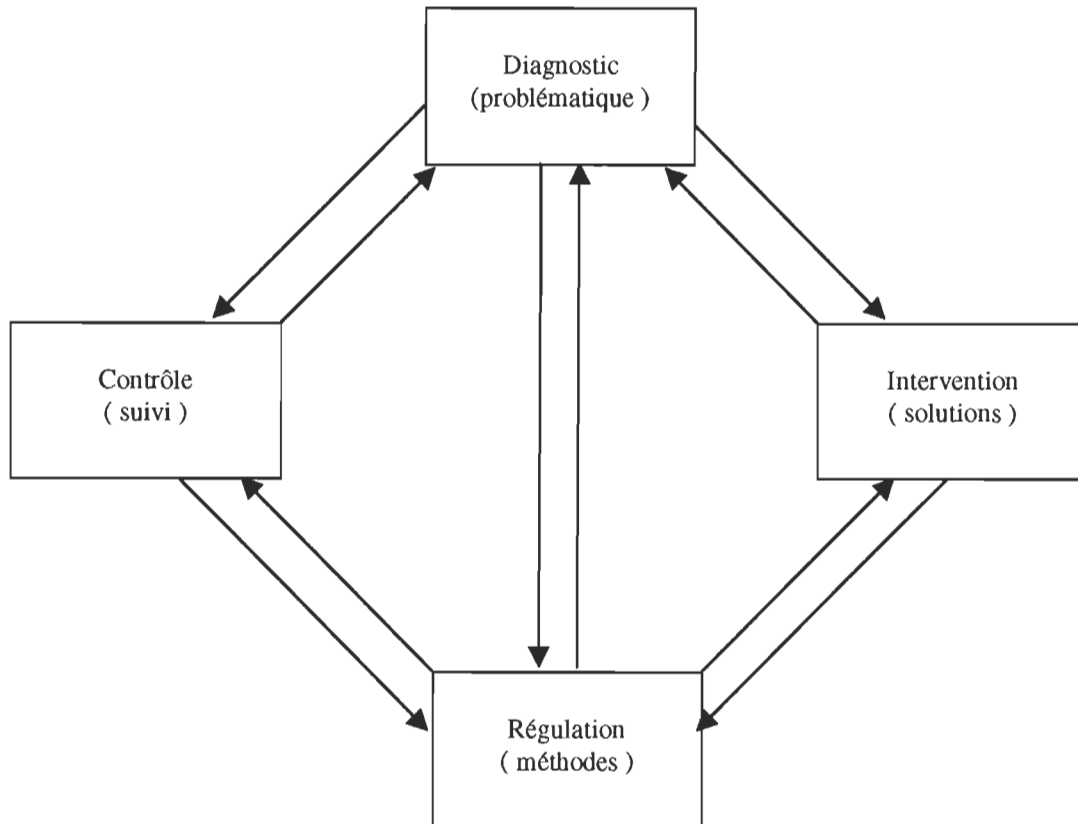 Diagnostic
(problématique )
Contrôle
( suivi )
Intervention
( solutions )
Régulation
( méthodes )